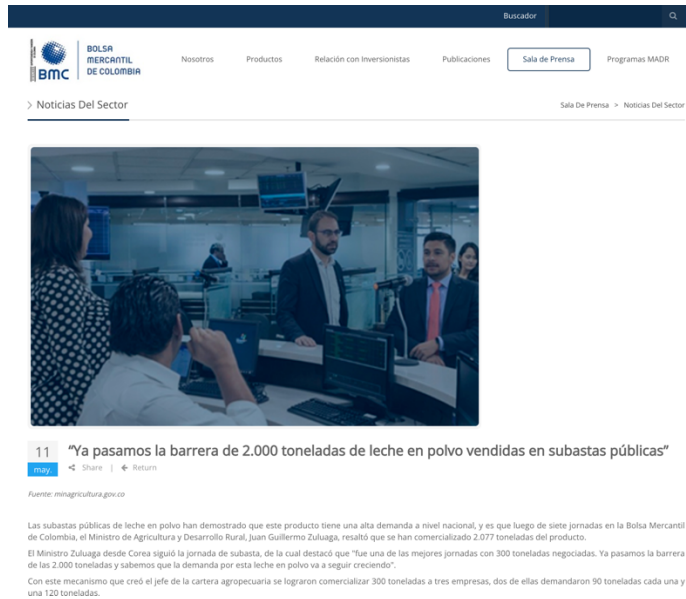 Buscador
BMC
BOLSA
MERCANTIL
DE COLOMBIA
Nosotros
Productos
Relación con Inversionistas
Publicaciones
Sala de Prensa
Programas MADR
Noticias Del Sector
Sala De Prensa > Noticias Del Sector
11
may.
“Ya pasamos la barrera de 2.000 toneladas de leche en polvo vendidas en subastas públicas”
Share | Return
Fuente: minagricultura.gov.co
Las subastas públicas de leche en polvo han demostrado que este producto tiene una alta demanda a nivel nacional, y es que luego de siete jornadas en la Bolsa Mercantil
de Colombia, el Ministro de Agricultura y Desarrollo Rural, Juan Guillermo Zuluaga, resaltó que se han comercializado 2.077 toneladas del producto.
El Ministro Zuluaga desde Corea siguió la jornada de subasta, de la cual destacó que "fue una de las mejores jornadas con 300 toneladas negociadas. Ya pasamos la barrera
de las 2.000 toneladas y sabemos que la demanda por esta leche en polvo va a seguir creciendo".
Con este mecanismo que creó el jefe de la cartera agropecuaria se lograron comercializar 300 toneladas a tres empresas, dos de ellas demandaron 90 toneladas cada una y
una 120 toneladas.